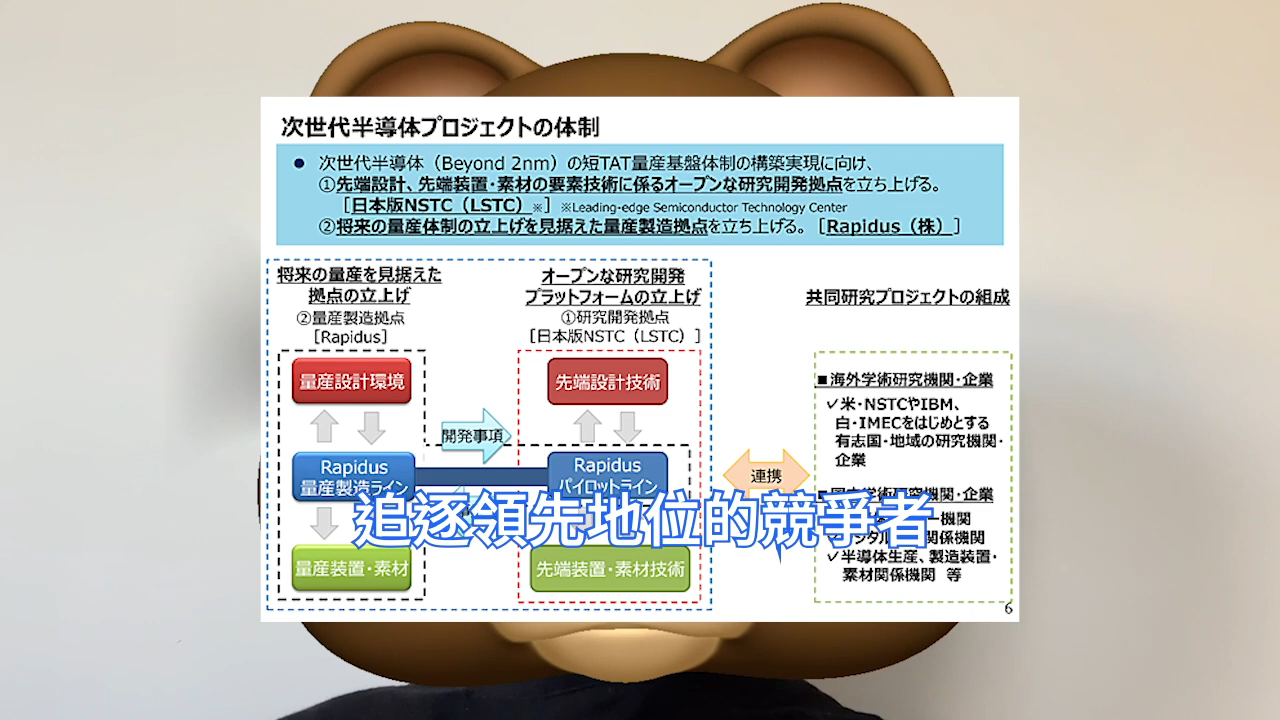 次世代半導体プロジェクトの体制
● 次世代半導体（Beyond 2nm）の短TAT量産基盤体制の構築実現に向け、
①先端設計、先端装置・素材の要素技術に係るオープンな研究開発拠点を立ち上げる。
［日本版NSTC（LSTC）※］※Leading-edge Semiconductor Technology Center
②将来の量産体制の立上げを見据えた量産製造拠点を立ち上げる。［Rapidus（株）］
将来の量産を見据えた
拠点の立上げ
②量産製造拠点
［Rapidus］
量産設計環境
Rapidus
量産製造ライン
量産装置・素材
開発事項
オープンな研究開発
プラットフォームの立上げ
①研究開発拠点
［日本版NSTC（LSTC）］
先端設計技術
Rapidus
パイロットライン
先端装置・素材技術
連携
共同研究プロジェクトの組成
■海外学術研究機関・企業
✓米・NSTCやIBM、
白・IMECをはじめとする
有志国・地域の研究機関・
企業
学術研究機関・企業
機関
関係機関
✓半導体生産、製造装置・
素材関係機関 等
6
追逐領先地位的競爭者